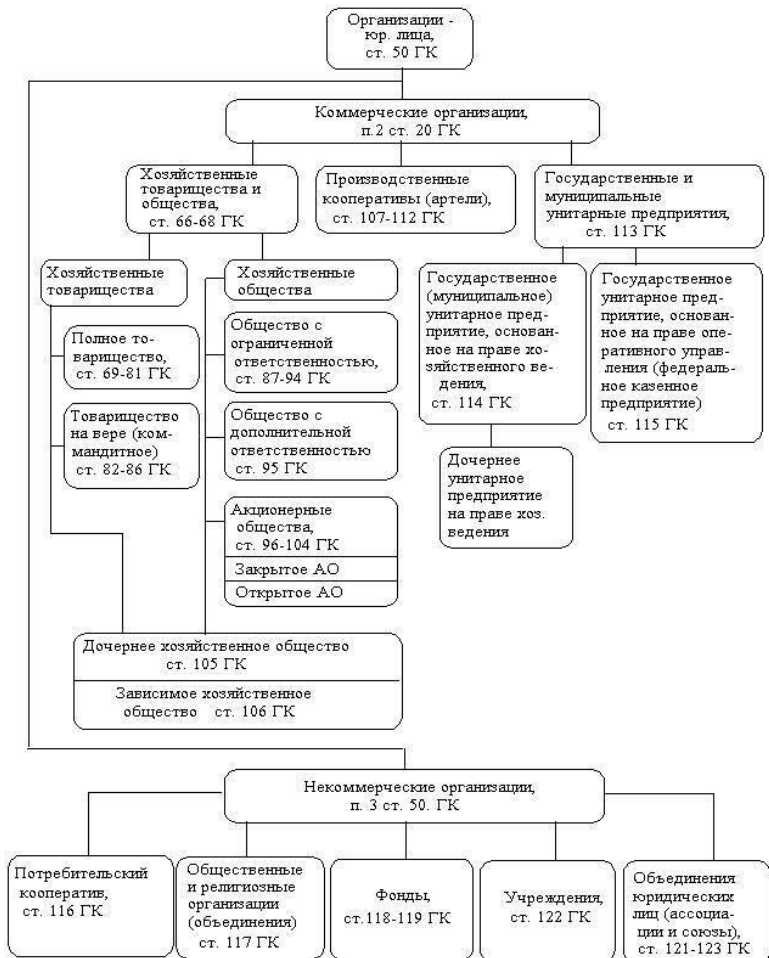 Организации -
юр. лица,
ст. 50 ГК
Коммерческие организации,
п.2 ст. 20 ГК
Хозяйственные
товарищества и
общества,
ст. 66-68 ГК
Производственные
кооперативы (артели),
ст. 107-112 ГК
Государственные и
муниципальные
унитарные предприятия,
ст. 113 ГК
Хозяйственные
товарищества
Хозяйственные
общества
Государственное
(муниципальное)
унитарное пред-
приятие, основан-
ное на праве хо-
зяйственного ве-
дения,
ст. 114 ГК
Государственное
унитарное пред-
приятие, основан-
ное на праве опе-
ративного управ-
ления (федераль-
ное казенное
предприятие)
ст. 115 ГК
Полное то-
варищество,
ст. 69-81 ГК
Общество с
ограниченной
ответственностью,
ст. 87-94 ГК
Товарищество
на вере (ком-
мандитное)
ст. 82-86 ГК
Общество с
дополнительной
ответственностью
ст. 95 ГК
Дочернее
унитарное
предприятие
на праве хоз.
ведения
Акционерные
общества,
ст. 96-104 ГК
Закрытое АО
Открытое АО
Дочернее хозяйственное общество
ст. 105 ГК
Зависимое хозяйственное
общество ст. 106 ГК
Некоммерческие организации,
п. 3 ст. 50. ГК
Потребительский
кооператив,
ст. 116 ГК
Общественные
и религиозные
организации
(объединения)
ст. 117 ГК
Фонды,
ст.118-119 ГК
Учреждения,
ст. 122 ГК
Объединения
юридических
лиц (ассоциа-
ции и союзы),
ст. 121-123 ГК